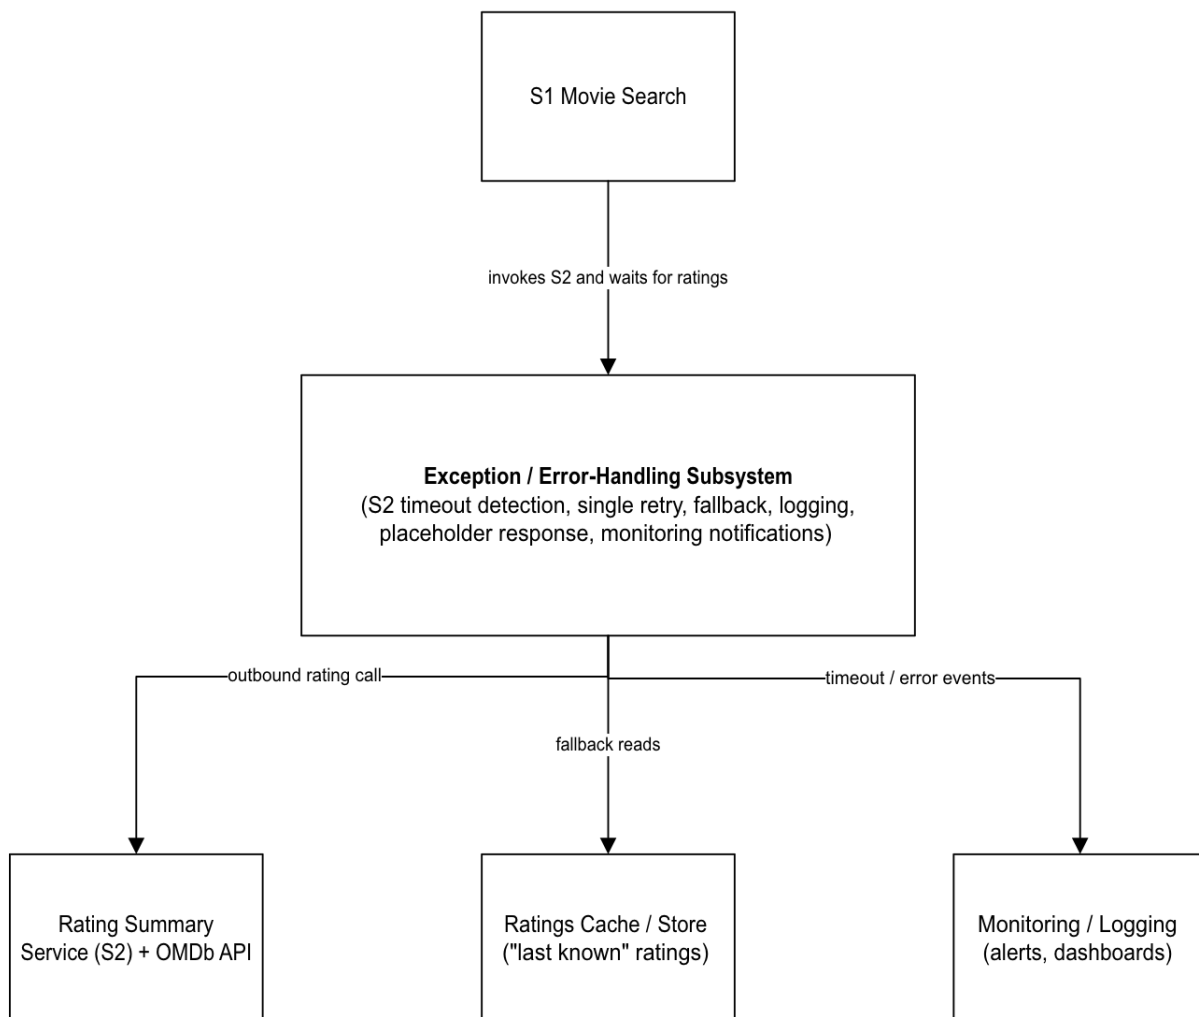 S1 Movie Search
invokes S2 and waits for ratings
Exception / Error-Handling Subsystem
(S2 timeout detection, single retry, fallback, logging,
placeholder response, monitoring notifications)
outbound rating call
timeout / error events
fallback reads
Rating Summary
Service (S2) + OMDb API
Ratings Cache / Store
("last known" ratings)
Monitoring / Logging
(alerts, dashboards)